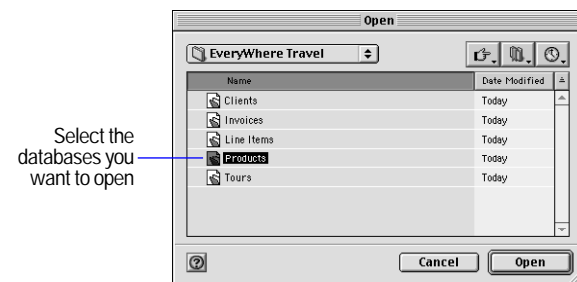 Open
EveryWhere Travel
Name Date Modified
Clients Today
Invoices Today
Line Items Today
Products Today
Tours Today
Select the
databases you
want to open
? Cancel Open